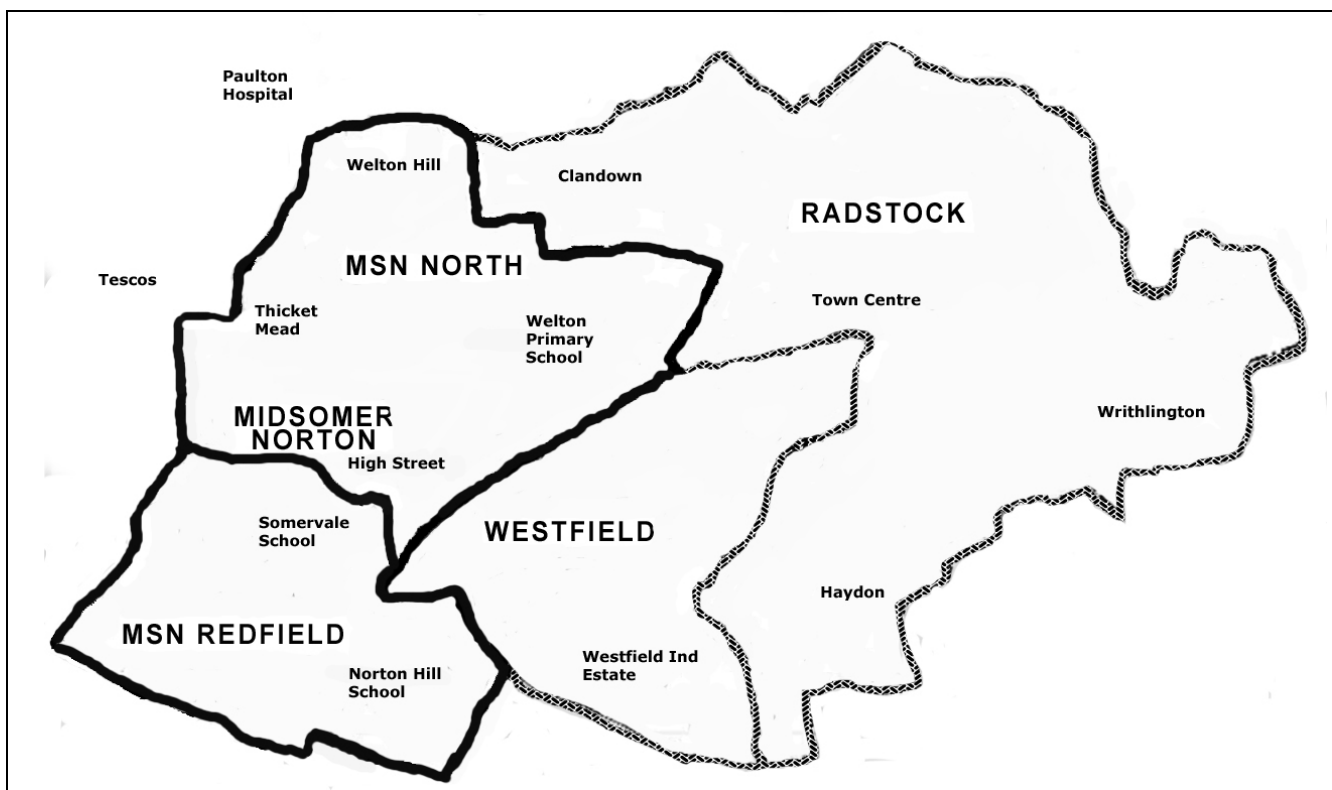 Paulton
Hospital
Welton Hill
Clandown
RADSTOCK
MSN NORTH
Tescos
Thicket
Mead
Town Centre
Welton
Primary
School
MIDSOMER
NORTON
High Street
Writhlington
Somervale
School
WESTFIELD
Haydon
MSN REDFIELD
Westfield Ind
Estate
Norton Hill
School